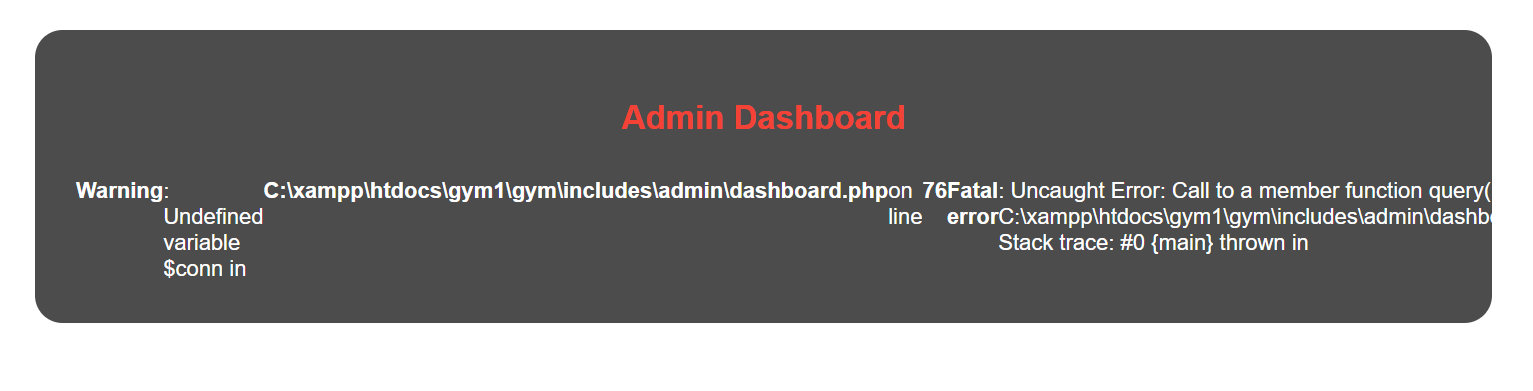 Admin Dashboard
Warning: C:\xampp\htdocs\gym1\gym\includes\admin\dashboard.php on 76 Fatal : Uncaught Error: Call to a member function query(
Undefined line error C:\xampp\htdocs\gym1\gym\includes\admin\dashb
variable Stack trace: #0 {main} thrown in
$conn in